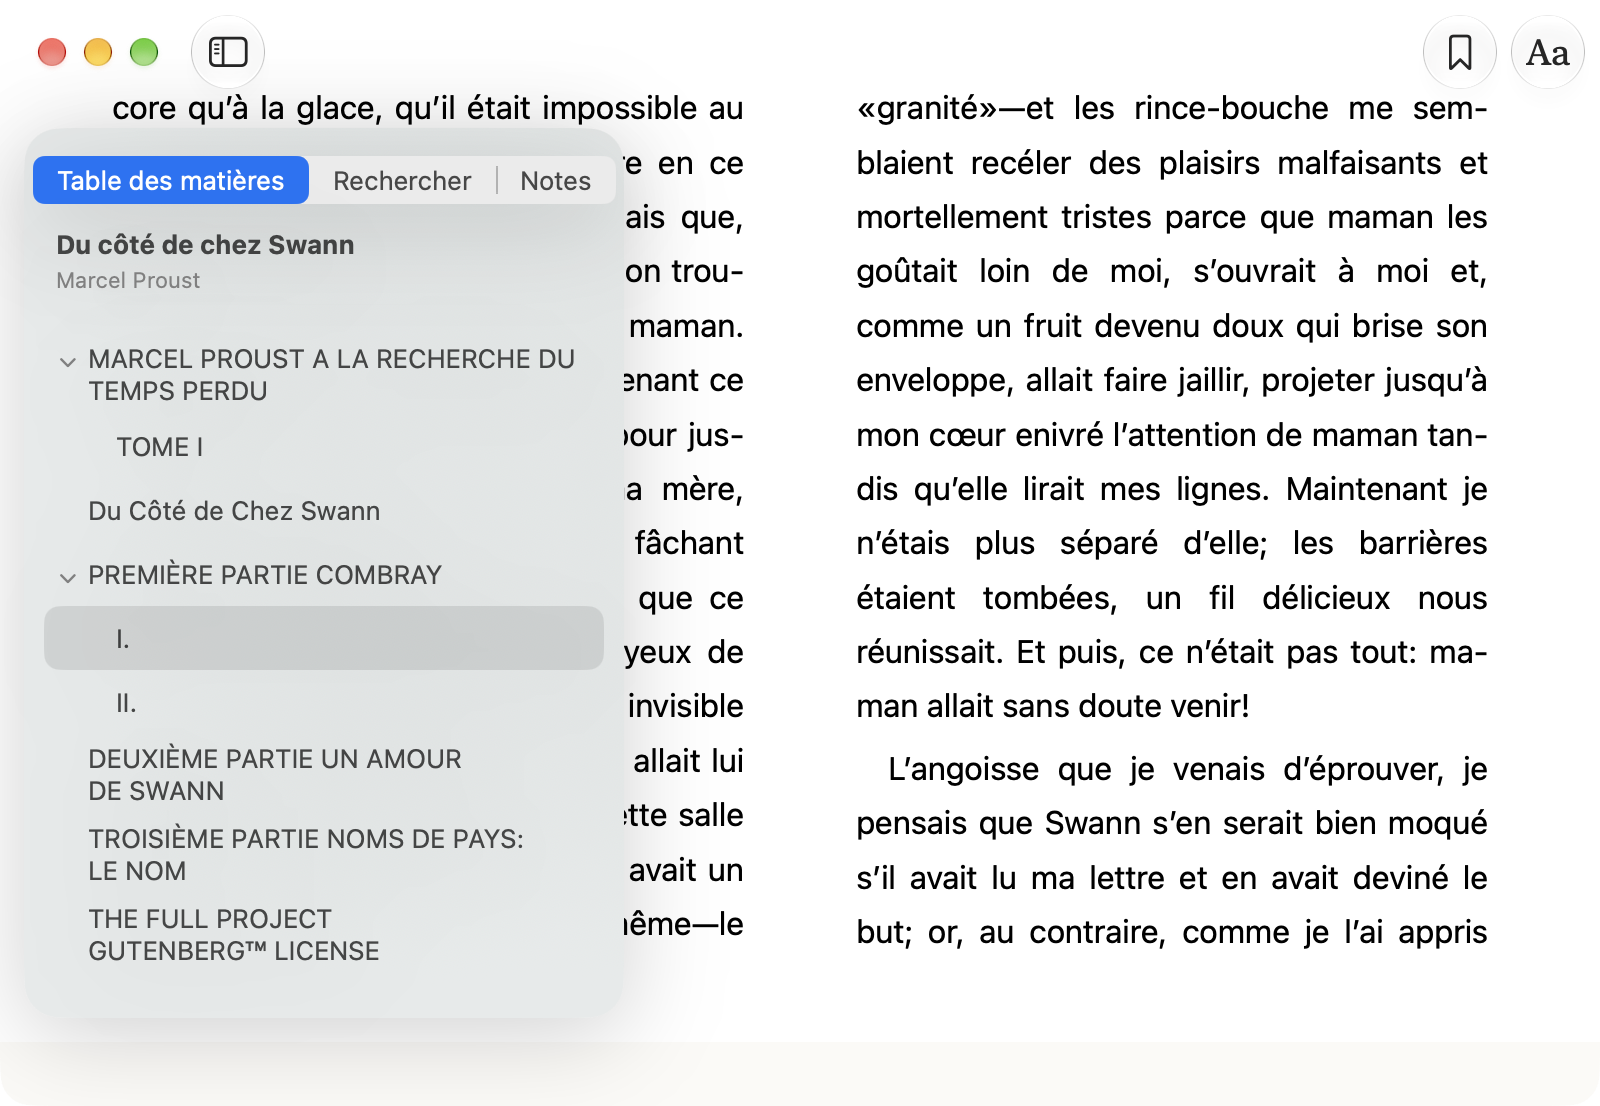 Aa
core qu’à la glace, qu’il était impossible au
en ce
que,
trou-
maman.
ce
jus-
mère,
fâchant
que ce
yeux de
invisible
allait lui
salle
avait un
le
Table des matières Rechercher Notes
Du côté de chez Swann
Marcel Proust
MARCEL PROUST A LA RECHERCHE DU
TEMPS PERDU
TOME I
Du Côté de Chez Swann
PREMIÈRE PARTIE COMBRAY
I.
II.
DEUXIÈME PARTIE UN AMOUR
DE SWANN
TROISIÈME PARTIE NOMS DE PAYS:
LE NOM
THE FULL PROJECT
GUTENBERG™ LICENSE
«granité»—et les rince-bouche me sem-
blaient recéler des plaisirs malfaisants et
mortellement tristes parce que maman les
goûtait loin de moi, s’ouvrait à moi et,
comme un fruit devenu doux qui brise son
enveloppe, allait faire jaillir, projeter jusqu’à
mon cœur enivré l’attention de maman tan-
dis qu’elle lirait mes lignes. Maintenant je
n’étais plus séparé d’elle; les barrières
étaient tombées, un fil délicieux nous
réunissait. Et puis, ce n’était pas tout: ma-
man allait sans doute venir!
L’angoisse que je venais d’éprouver, je
pensais que Swann s’en serait bien moqué
s’il avait lu ma lettre et en avait deviné le
but; or, au contraire, comme je l’ai appris